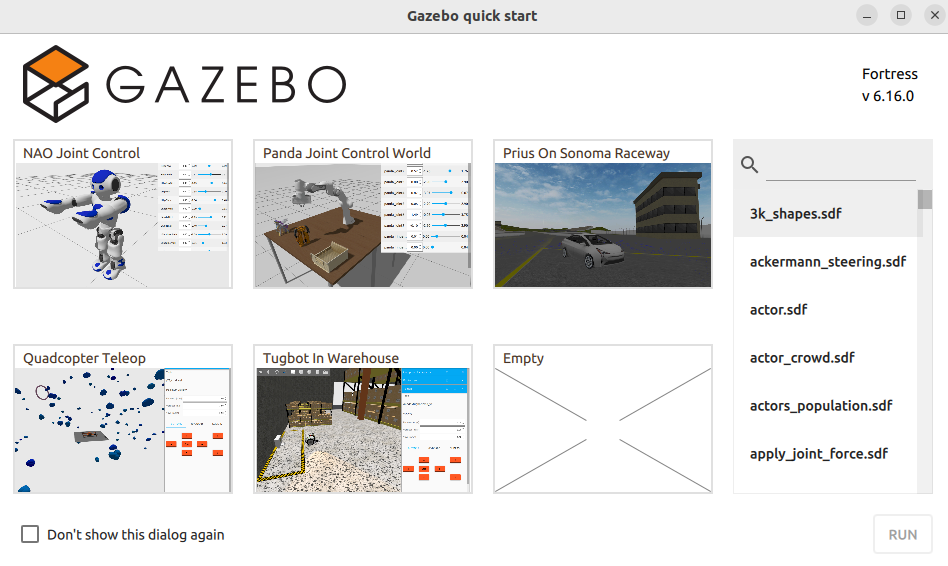 Gazebo quick start
GAZEBO
Fortress
v 6.16.0
NAO Joint Control
Panda Joint Control World
Prius On Sonoma Raceway
3k_shapes.sdf
ackermann_steering.sdf
actor.sdf
actor_crowd.sdf
actors_population.sdf
apply_joint_force.sdf
Quadcopter Teleop
Tugbot In Warehouse
Empty
Don't show this dialog again
RUN